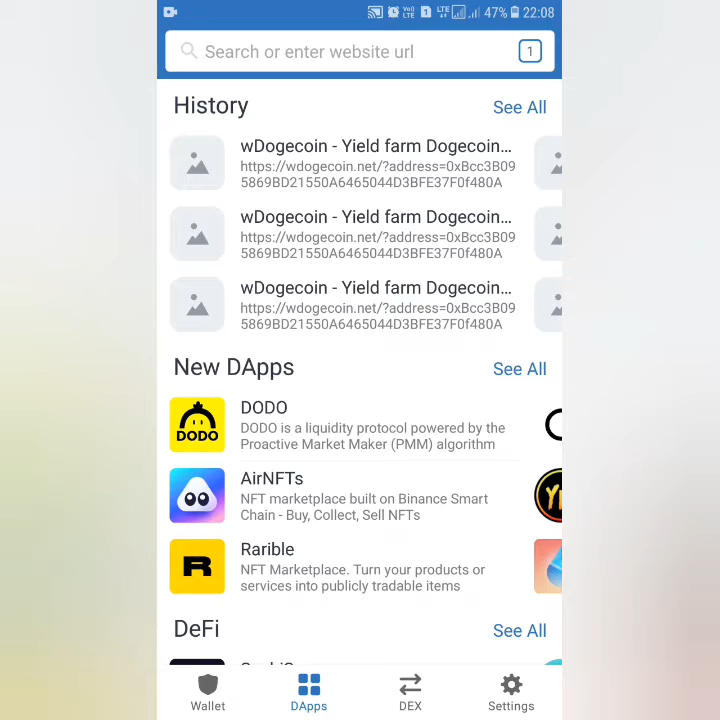 Vo)) LTE 1 LTE 47% 22:08
Search or enter website url 1
History See All
wDogecoin - Yield farm Dogecoin...
https://wdogecoin.net/?address=0xBcc3B09
5869BD21550A6465044D3BFE37F0f480A
wDogecoin - Yield farm Dogecoin...
https://wdogecoin.net/?address=0xBcc3B09
5869BD21550A6465044D3BFE37F0f480A
wDogecoin - Yield farm Dogecoin...
https://wdogecoin.net/?address=0xBcc3B09
5869BD21550A6465044D3BFE37F0f480A
New DApps See All
DODO
DODO
DODO is a liquidity protocol powered by the
Proactive Market Maker (PMM) algorithm
AirNFTs
NFT marketplace built on Binance Smart
Chain - Buy, Collect, Sell NFTs
R
Rarible
NFT Marketplace. Turn your products or
services into publicly tradable items
DeFi See All
Wallet DApps DEX Settings